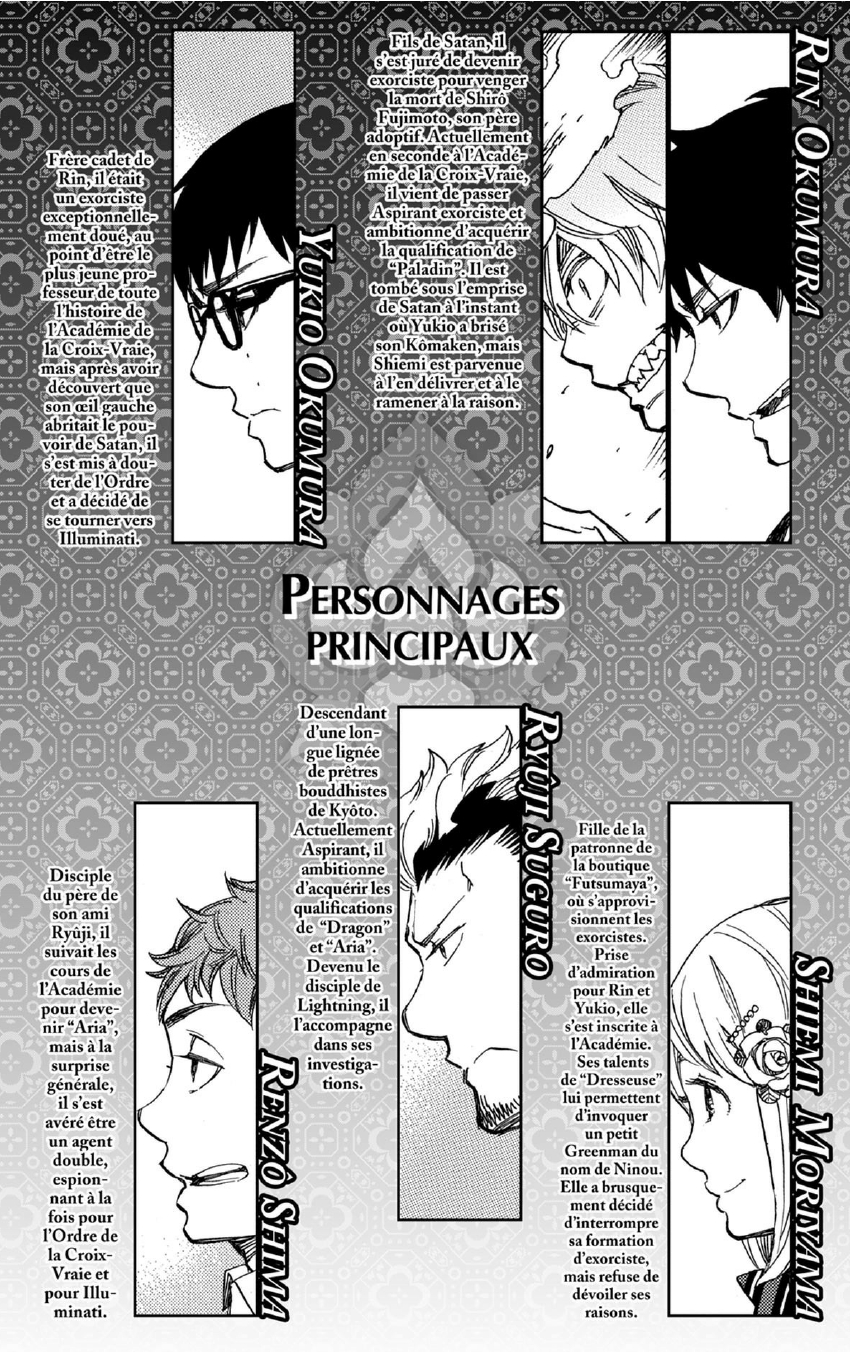 RIN OKUMURA
Fils de Satan, il
s'est juré de devenir
exorciste pour venger
la mort de Shirô
Fujimoto, son père
adoptif. Actuellement
en seconde à l'Acadé-
mie de la Croix-Vraie,
il vient de passer
Aspirant exorciste et
ambitionne d'acquérir
la qualification de
“Paladin”. Il est
tombé sous l'emprise
de Satan à l'instant
où Yukio a brisé
son Kômaken, mais
Shiemi est parvenue
à l'en délivrer et à le
ramener à la raison.
YUKIO OKUMURA
Frère cadet de
Rin, il était
un exorciste
exceptionnelle-
ment doué, au
point d'être le
plus jeune pro-
fesseur de toute
l'histoire de
l'Académie de
la Croix-Vraie,
mais après avoir
découvert que
son œil gauche
abritait le pou-
voir de Satan, il
s'est mis à dou-
ter de l'Ordre
et a décidé de
se tourner vers
Illuminati.
PERSONNAGES
PRINCIPAUX
SHIEMI MORIYAMA
Fille de la
patronne de
la boutique
“Futsumaya”,
où s'approvi-
sionnent les
exorcistes.
Prise
d'admiration
pour Rin et
Yukio, elle
s'est inscrite à
l'Académie.
Ses talents
de “Dresseuse”
lui permettent
d'invoquer
un petit
Greenman du
nom de Ninou.
Elle a brusque-
ment décidé
d'interrompre
sa formation
d'exorciste,
mais refuse de
dévoiler ses
raisons.
RYÛJI SUGURO
Descendant
d'une lon-
gue lignée
de prêtres
bouddhistes
de Kyôto.
Actuellement
Aspirant, il
ambitionne
d'acquérir les
qualifications
de “Dragon”
et “Aria”.
Devenu le
disciple de
Lightning, il
l'accompagne
dans ses
investiga-
tions.
RENZÔ SHIMA
Disciple
du père de
son ami
Ryûji, il
suivait les
cours de
l'Académie
pour deve-
nir “Aria”,
mais à la
surprise
générale,
il s'est
avéré être
un agent
double,
espion-
nant à la
fois pour
l'Ordre de
la Croix-
Vraie et
pour Illu-
minati.